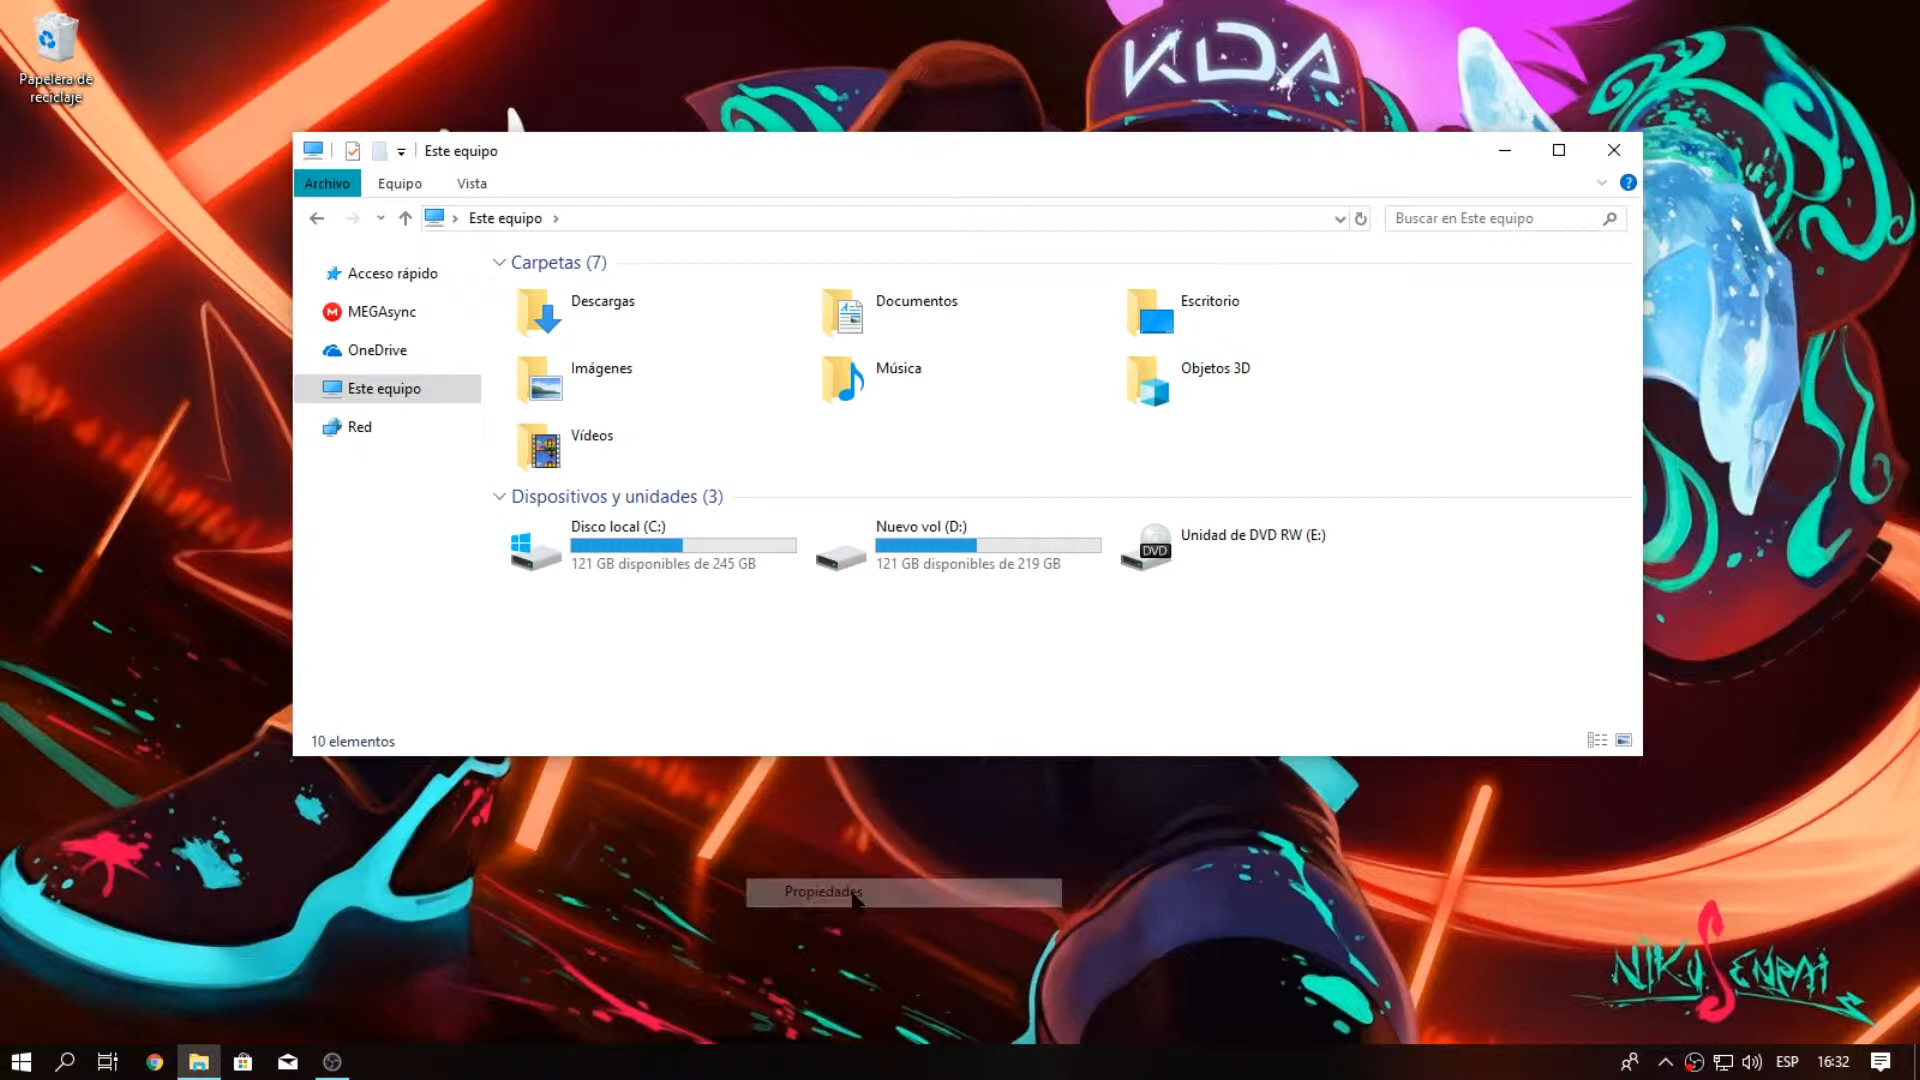 KDA
Papelera de
reciclaje
Este equipo
Archivo
Equipo
Vista
Este equipo
Buscar en Este equipo
Acceso rápido
MEGAsync
OneDrive
Este equipo
Red
Carpetas (7)
Descargas
Documentos
Escritorio
Imágenes
Música
Objetos 3D
Vídeos
Dispositivos y unidades (3)
Disco local (C:)
121 GB disponibles de 245 GB
Nuevo vol (D:)
121 GB disponibles de 219 GB
DVD
Unidad de DVD RW (E:)
10 elementos
Propiedades
NIKU SENPAI
ESP
16:32